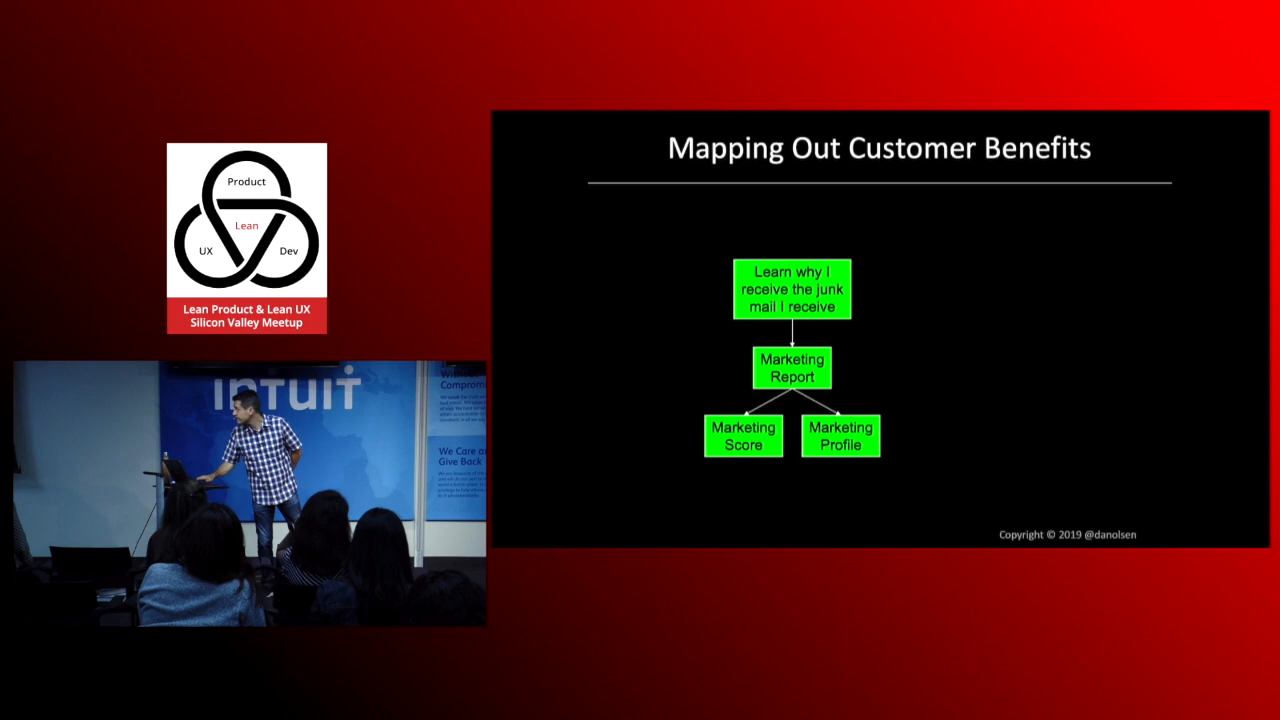 Product
Lean
UX
Dev
Lean Product & Lean UX
Silicon Valley Meetup
Mapping Out Customer Benefits
Learn why I
receive the junk
mail I receive
Marketing
Report
Marketing
Score
Marketing
Profile
Copyright © 2019 @danolsen
intuit
We Care
Give Back